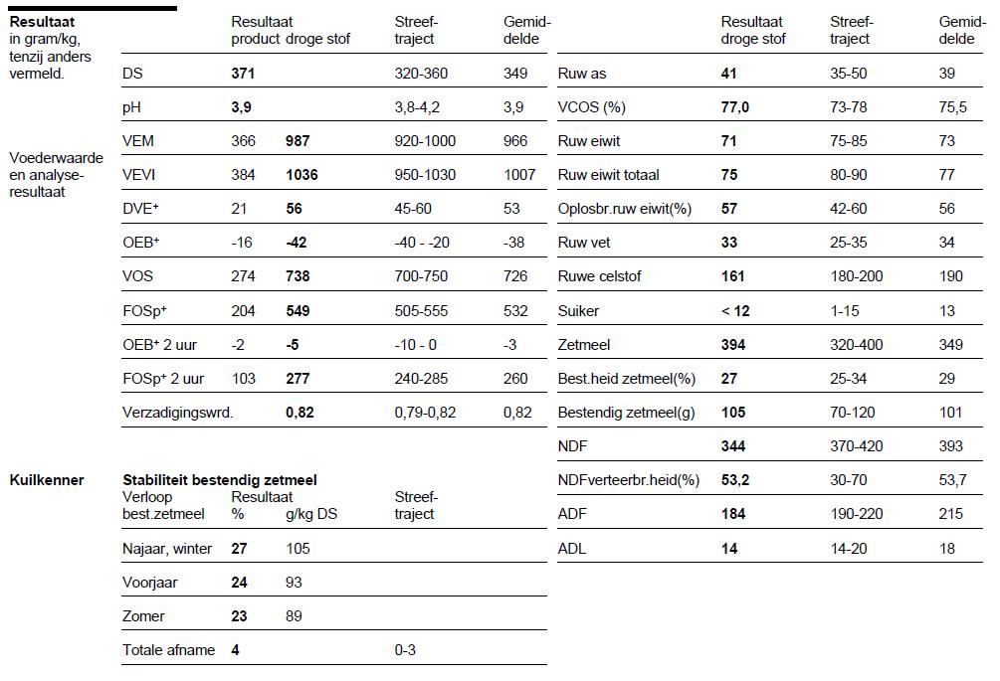 Resultaat
in gram/kg,
tenzij anders
vermeld.
Resultaat Streef- Gemid-
product droge stof traject delde
DS 371 320-360 349
pH 3,9 3,8-4,2 3,9
Voederwaarde
en analyse-
resultaat
VEM 366 987 920-1000 966
VEVI 384 1036 950-1030 1007
DVE+ 21 56 45-60 53
OEB+ -16 -42 -40 - -20 -38
VOS 274 738 700-750 726
FOSp+ 204 549 505-555 532
OEB+ 2 uur -2 -5 -10 - 0 -3
FOSp+ 2 uur 103 277 240-285 260
Verzadigingswrd. 0,82 0,79-0,82 0,82
Resultaat Streef- Gemid-
droge stof traject delde
Ruw as 41 35-50 39
VCOS (%) 77,0 73-78 75,5
Ruw eiwit 71 75-85 73
Ruw eiwit totaal 75 80-90 77
Oplosbr.ruw eiwit(%) 57 42-60 56
Ruw vet 33 25-35 34
Ruwe celstof 161 180-200 190
Suiker < 12 1-15 13
Zetmeel 394 320-400 349
Best.heid zetmeel(%) 27 25-34 29
Bestendig zetmeel(g) 105 70-120 101
NDF 344 370-420 393
NDFverteerbr.heid(%) 53,2 30-70 53,7
ADF 184 190-220 215
ADL 14 14-20 18
Kuilkenner Stabiliteit bestendig zetmeel
Verloop Resultaat Streef-
best.zetmeel % g/kg DS traject
Najaar, winter 27 105
Voorjaar 24 93
Zomer 23 89
Totale afname 4 0-3